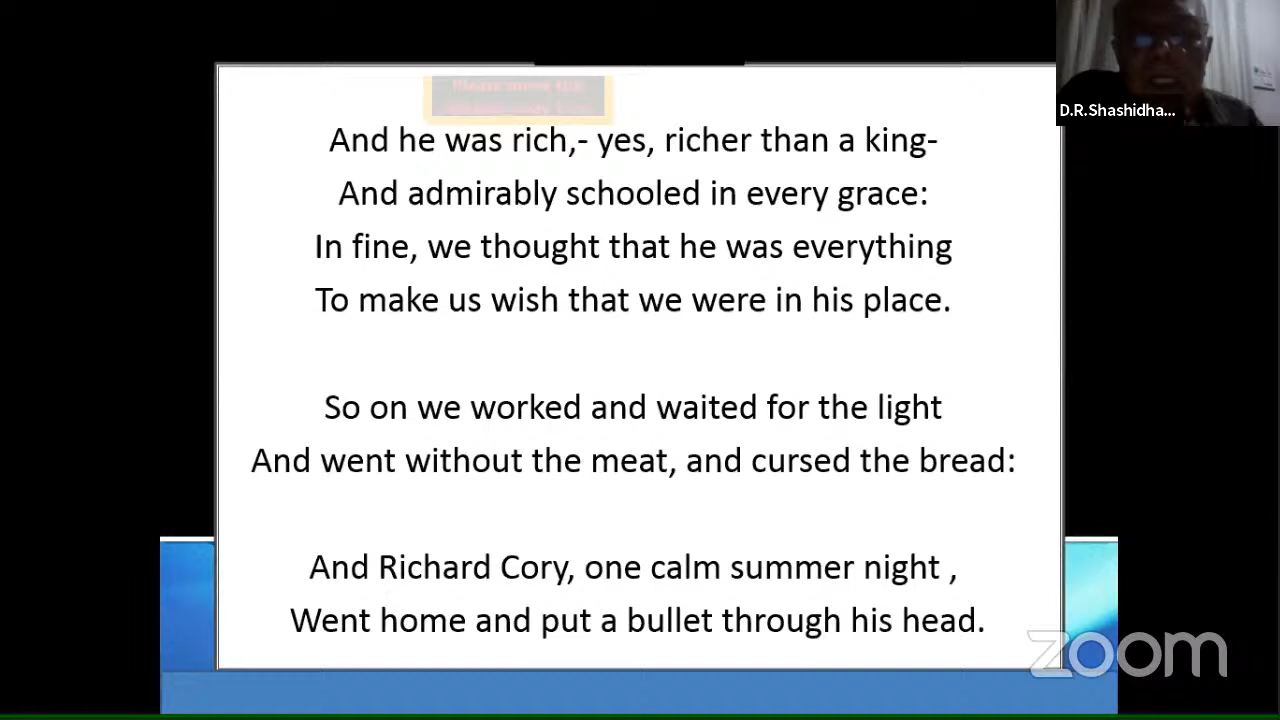 D.R.Shashidha...
And he was rich,- yes, richer than a king-
And admirably schooled in every grace:
In fine, we thought that he was everything
To make us wish that we were in his place.
So on we worked and waited for the light
And went without the meat, and cursed the bread:
And Richard Cory, one calm summer night ,
Went home and put a bullet through his head.
zoom